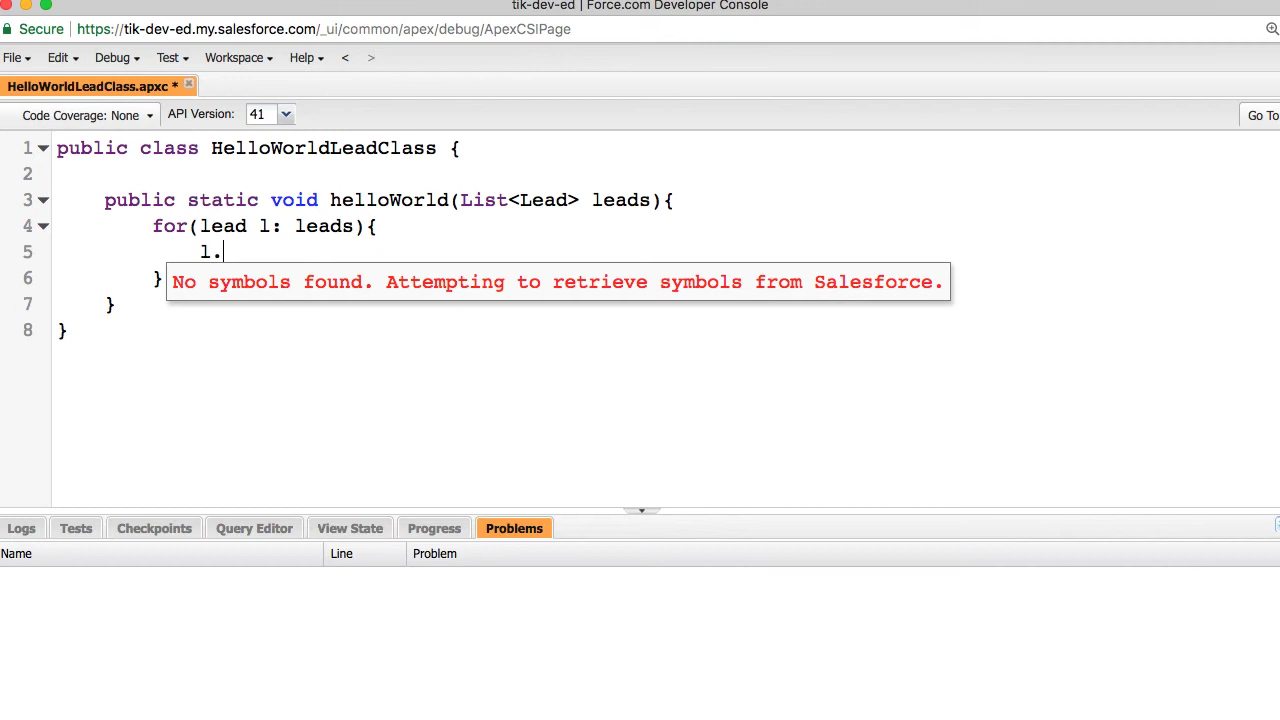 tik-dev-ed | Force.com Developer Console
Secure | https://tik-dev-ed.my.salesforce.com/_ui/common/apex/debug/ApexCSIPage
File Edit Debug Test Workspace Help < >
HelloWorldLeadClass.apxc *
Code Coverage: None API Version: 41 Go To
1 public class HelloWorldLeadClass {
2
3 public static void helloWorld(List<Lead> leads){
4 for(lead l: leads){
5 l.
6 }
No symbols found. Attempting to retrieve symbols from Salesforce.
7 }
8 }
Logs Tests Checkpoints Query Editor View State Progress Problems
Name Line Problem